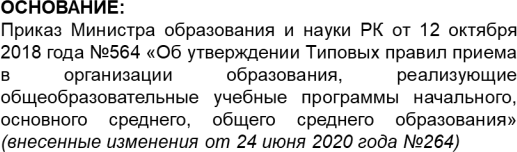 ОСНОВАНИЕ:
Приказ Министра образования и науки РК от 12 октября
2018 года №564 «Об утверждении Типовых правил приема
в организации образования, реализующие
общеобразовательные учебные программы начального,
основного среднего, общего среднего образования»
(внесенные изменения от 24 июня 2020 года №264)